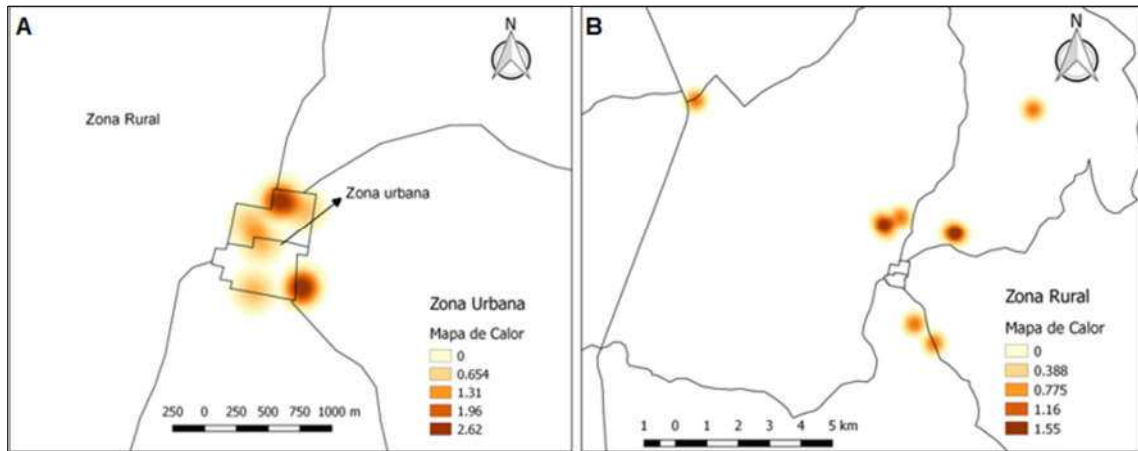 A
N
Zona Rural
Zona urbana
Zona Urbana
Mapa de Calor
0
0.654
1.31
1.96
2.62
250 0 250 500 750 1000 m
B
N
Zona Rural
Mapa de Calor
0
0.388
0.775
1.16
1.55
1 0 1 2 3 4 5 km